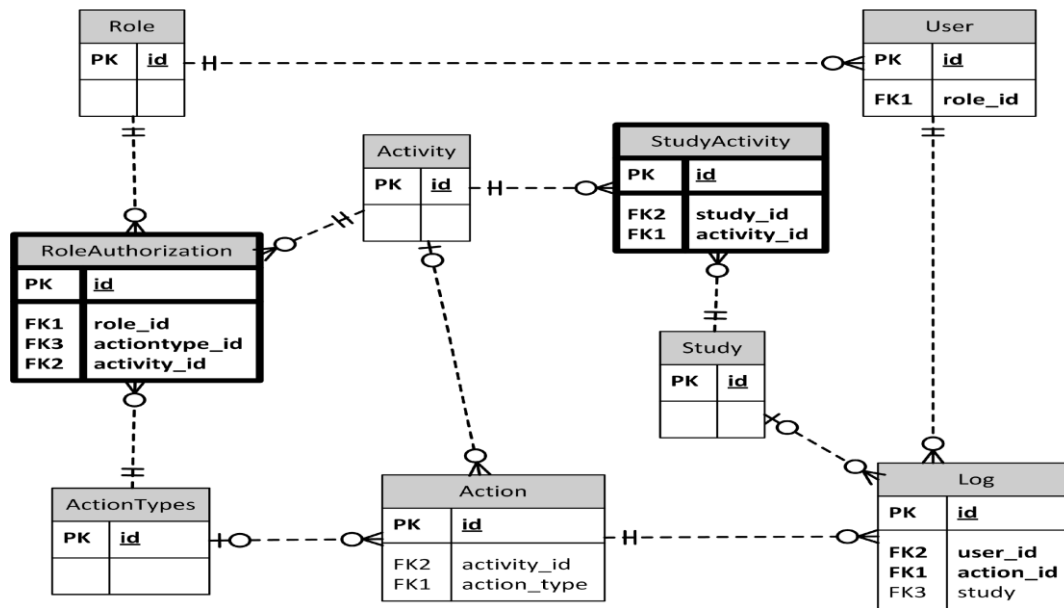 Role
PK id
User
PK id
FK1 role_id
Activity
PK id
StudyActivity
PK id
FK2 study_id
FK1 activity_id
RoleAuthorization
PK id
FK1 role_id
FK3 actiontype_id
FK2 activity_id
Study
PK id
ActionTypes
PK id
Action
PK id
FK2 activity_id
FK1 action_type
Log
PK id
FK2 user_id
FK1 action_id
FK3 study